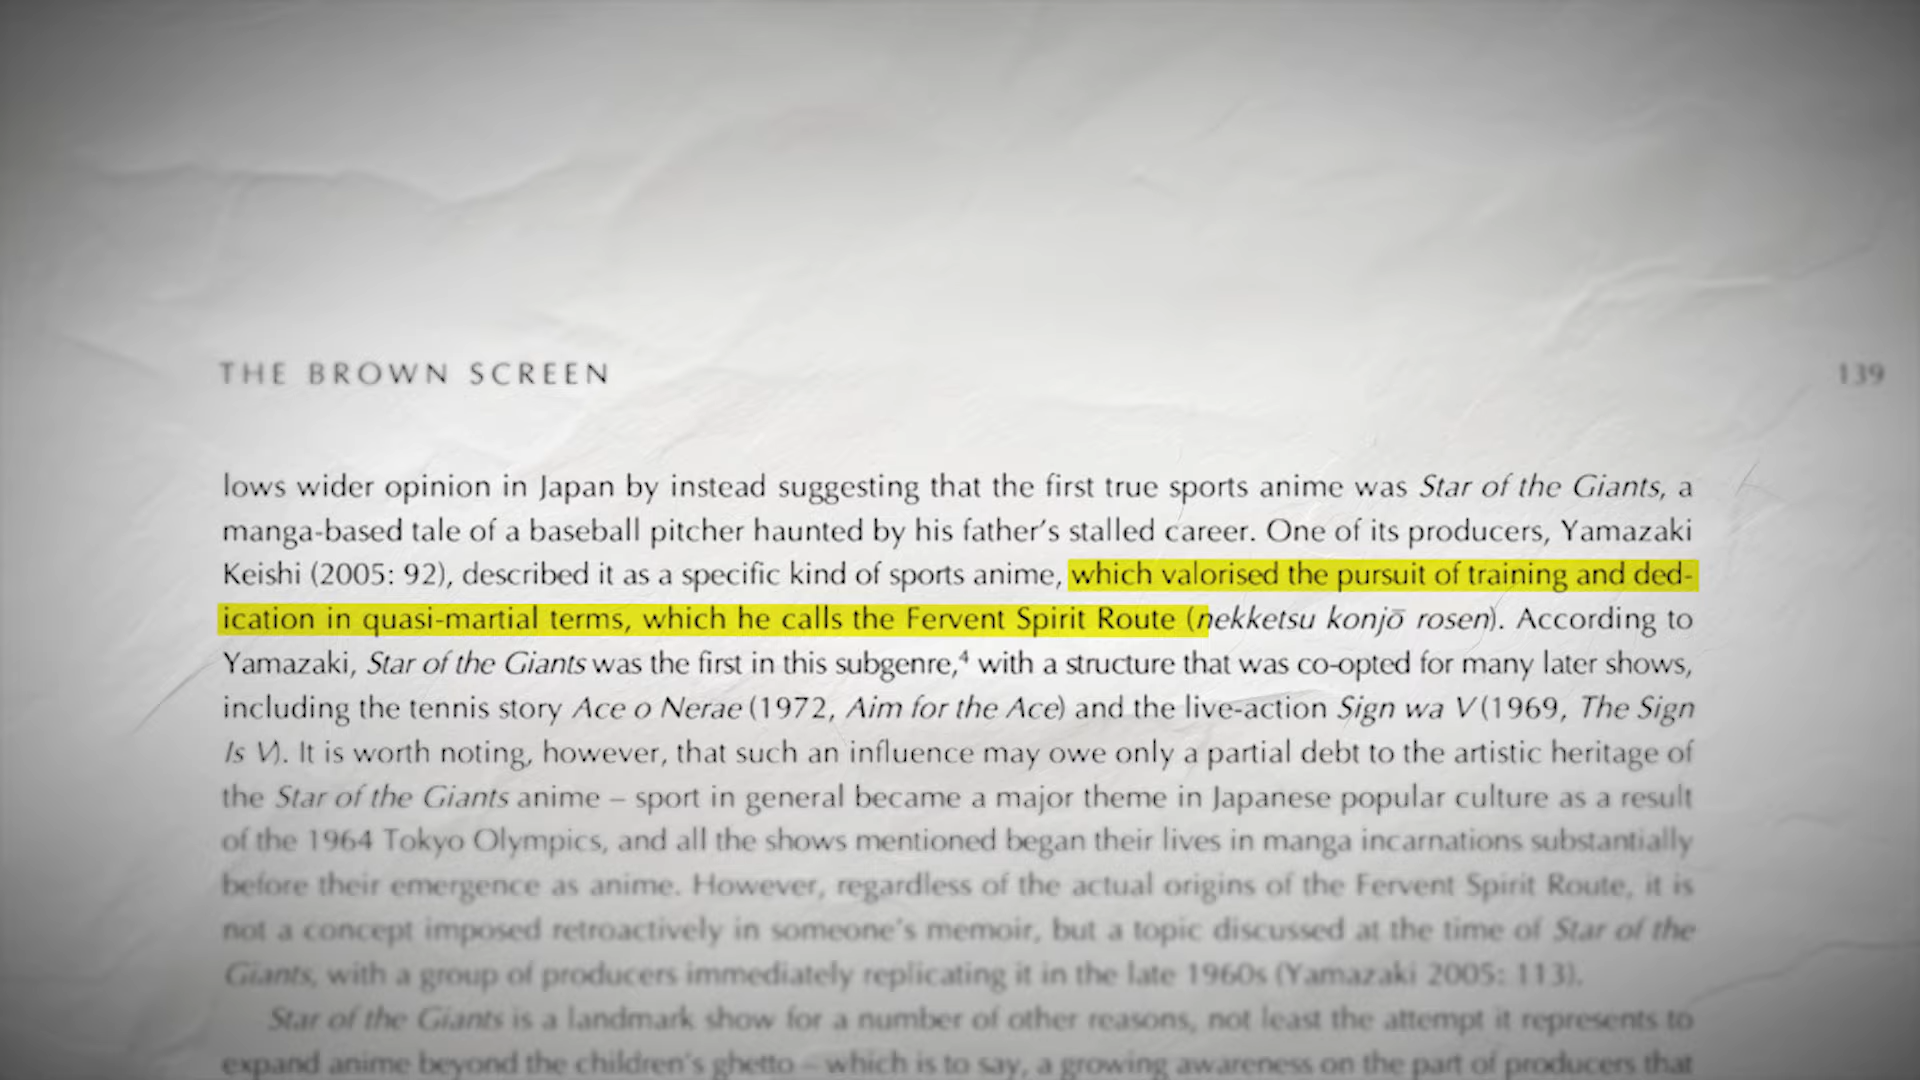 THE BROWN SCREEN 139
lows wider opinion in Japan by instead suggesting that the first true sports anime was Star of the Giants, a
manga-based tale of a baseball pitcher haunted by his father's stalled career. One of its producers, Yamazaki
Keishi (2005: 92), described it as a specific kind of sports anime, which valorised the pursuit of training and ded-
ication in quasi-martial terms, which he calls the Fervent Spirit Route (nekketsu konjō rosen). According to
Yamazaki, Star of the Giants was the first in this subgenre,⁴ with a structure that was co-opted for many later shows,
including the tennis story Ace o Nerae (1972, Aim for the Ace) and the live-action Sign wa V (1969, The Sign
Is V). It is worth noting, however, that such an influence may owe only a partial debt to the artistic heritage of
the Star of the Giants anime – sport in general became a major theme in Japanese popular culture as a result
of the 1964 Tokyo Olympics, and all the shows mentioned began their lives in manga incarnations substantially
before their emergence as anime. However, regardless of the actual origins of the Fervent Spirit Route, it is
not a concept imposed retroactively in someone's memoir, but a topic discussed at the time of Star of the
Giants, with a group of producers immediately replicating it in the late 1960s (Yamazaki 2005: 113).
Star of the Giants is a landmark show for a number of other reasons, not least the attempt it represents to
expand anime beyond the children's ghetto – which is to say, a growing awareness on the part of producers that